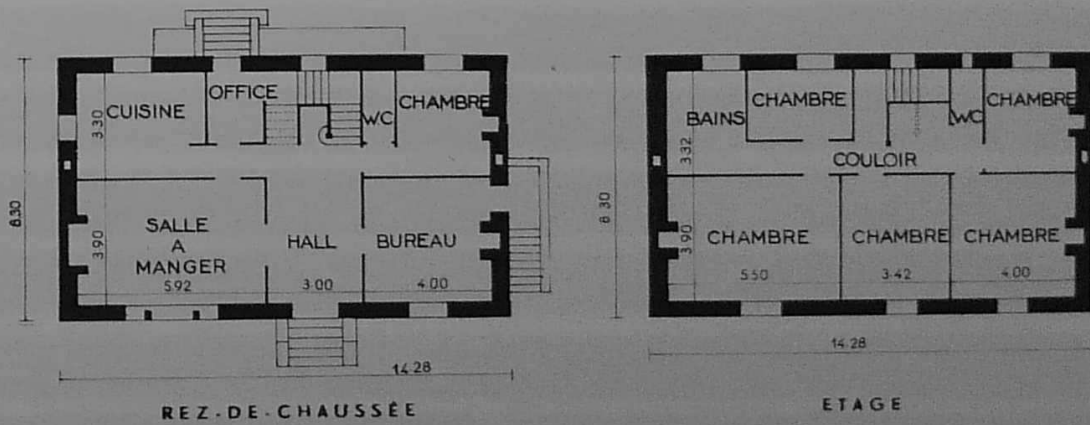 CUISINE
OFFICE
WC
CHAMBRE
3.30
8.30
SALLE
A
MANGER
HALL
BUREAU
3.90
5.92
3.00
4.00
14.28
REZ-DE-CHAUSSÉE
BAINS
CHAMBRE
WC
CHAMBRE
3.32
COULOIR
8.30
CHAMBRE
CHAMBRE
CHAMBRE
3.90
5.50
3.42
4.00
14.28
ETAGE